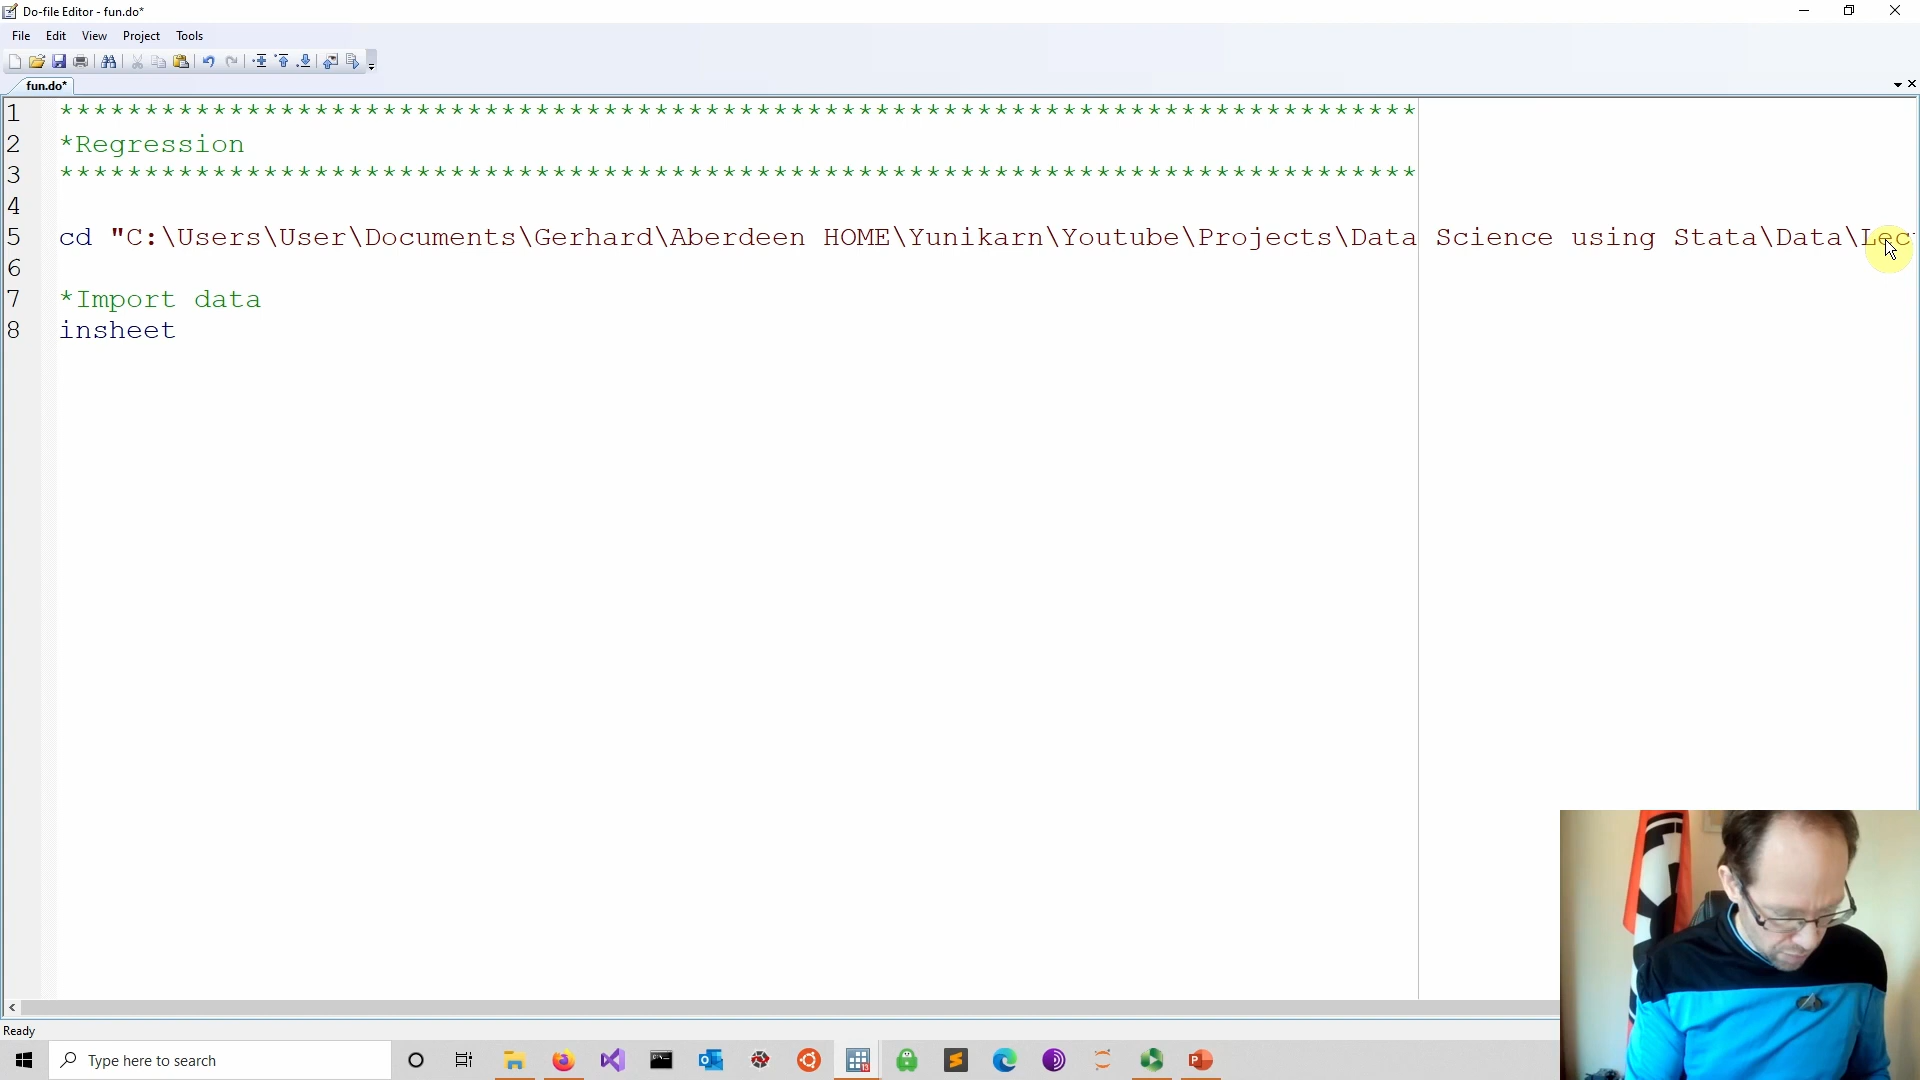 Do-file Editor - fun.do*
File Edit View Project Tools
fun.do*
1 ********************************************************************************
2 *Regression
3 ********************************************************************************
4
5 cd "C:\Users\User\Documents\Gerhard\Aberdeen HOME\Yunikarn\Youtube\Projects\Data Science using Stata\Data\Lec
6
7 *Import data
8 insheet
Ready
Type here to search